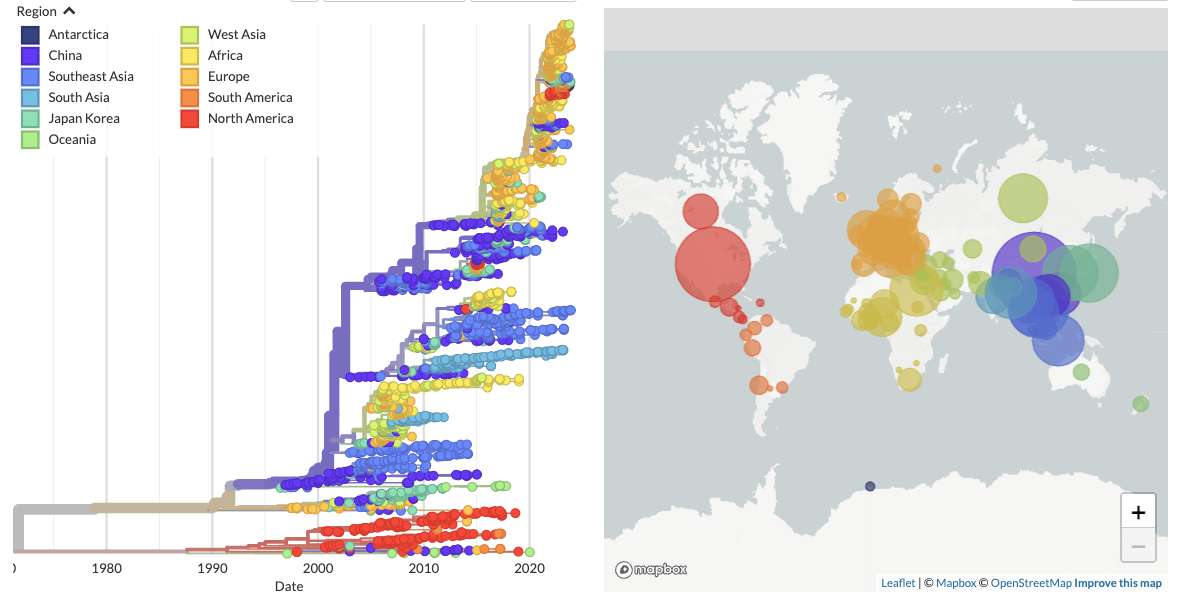 Region
Antarctica
China
Southeast Asia
South Asia
Japan Korea
Oceania
West Asia
Africa
Europe
South America
North America
1980
1990
2000
2010
2020
Date
mapbox
+
−
Leaflet | © Mapbox © OpenStreetMap Improve this map